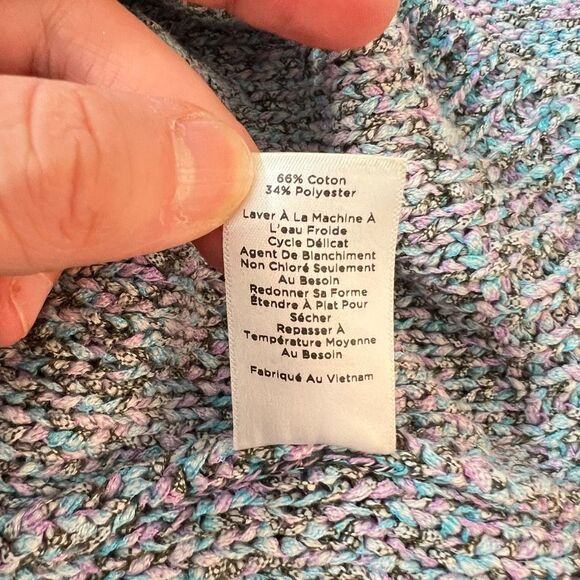 66% Coton
34% Polyester
Laver À La Machine À
L'eau Froide
Cycle Délicat
Agent De Blanchiment
Non Chloré Seulement
Au Besoin
Redonner Sa Forme
Étendre À Plat Pour
Sécher
Repasser À
Température Moyenne
Au Besoin
Fabriqué Au Vietnam